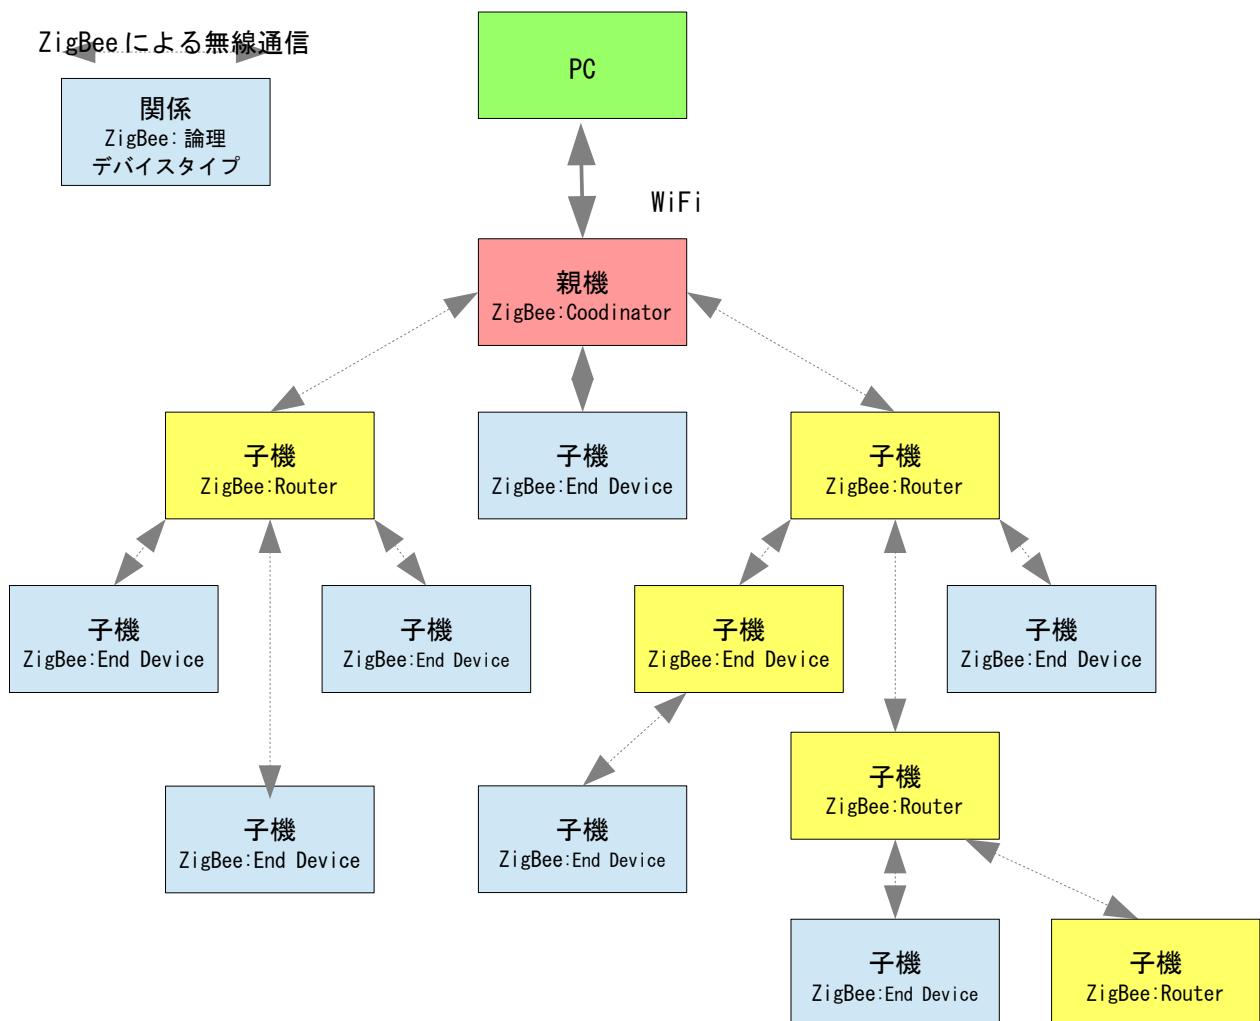 ZigBeeによる無線通信
関係
ZigBee:論理
デバイスタイプ
PC
WiFi
親機
ZigBee:Coodinator
子機
ZigBee:Router
子機
ZigBee:End Device
子機
ZigBee:Router
子機
ZigBee:End Device
子機
ZigBee:End Device
子機
ZigBee:End Device
子機
ZigBee:End Device
子機
ZigBee:Router
子機
ZigBee:End Device
子機
ZigBee:End Device
子機
ZigBee:End Device
子機
ZigBee:Router